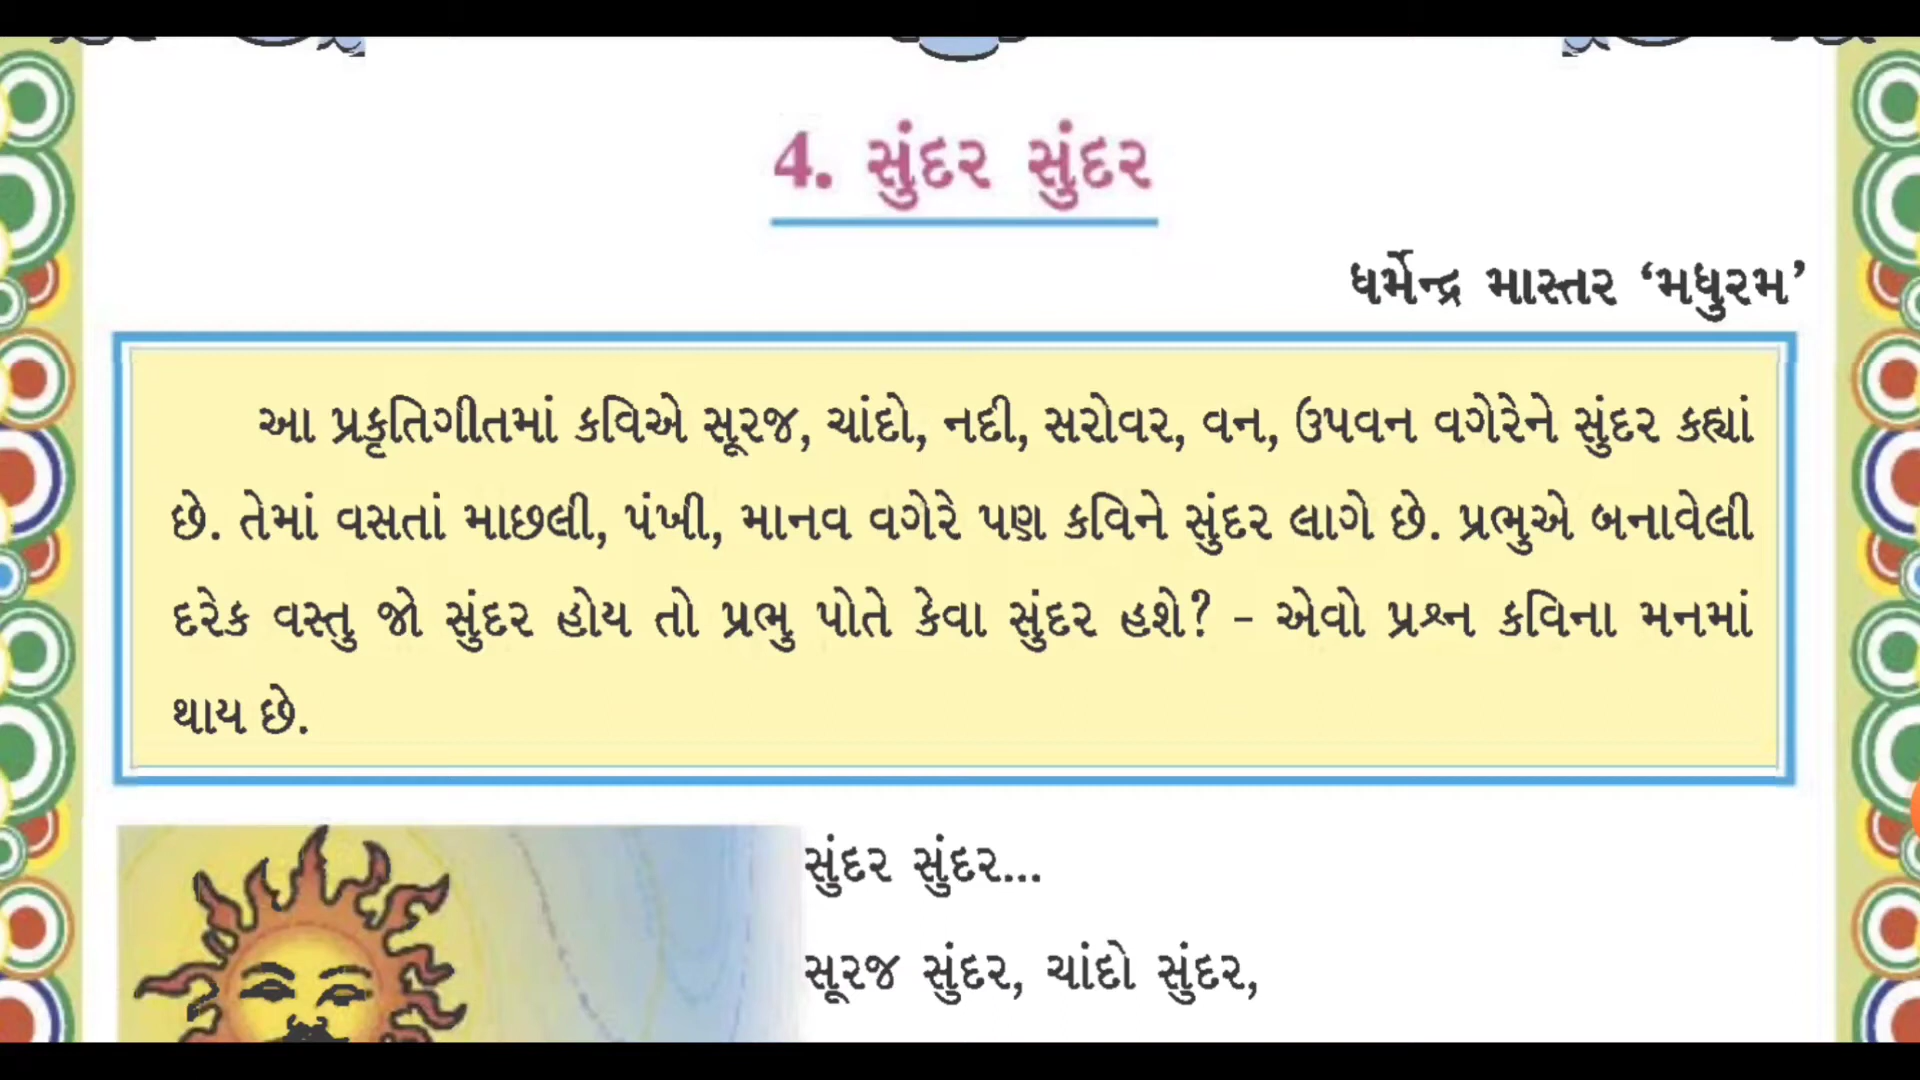 4. સુંદર સુંદર
ધર્મેન્દ્ર માસ્તર ‘મધુરમ’
આ પ્રકૃતિગીતમાં કવિએ સૂરજ, ચાંદો, નદી, સરોવર, વન, ઉપવન વગેરેને સુંદર કહ્યાં
છે. તેમાં વસતાં માછલી, પંખી, માનવ વગેરે પણ કવિને સુંદર લાગે છે. પ્રભુએ બનાવેલી
દરેક વસ્તુ જો સુંદર હોય તો પ્રભુ પોતે કેવા સુંદર હશે? - એવો પ્રશ્ન કવિના મનમાં
થાય છે.
સુંદર સુંદર...
સૂરજ સુંદર, ચાંદો સુંદર,